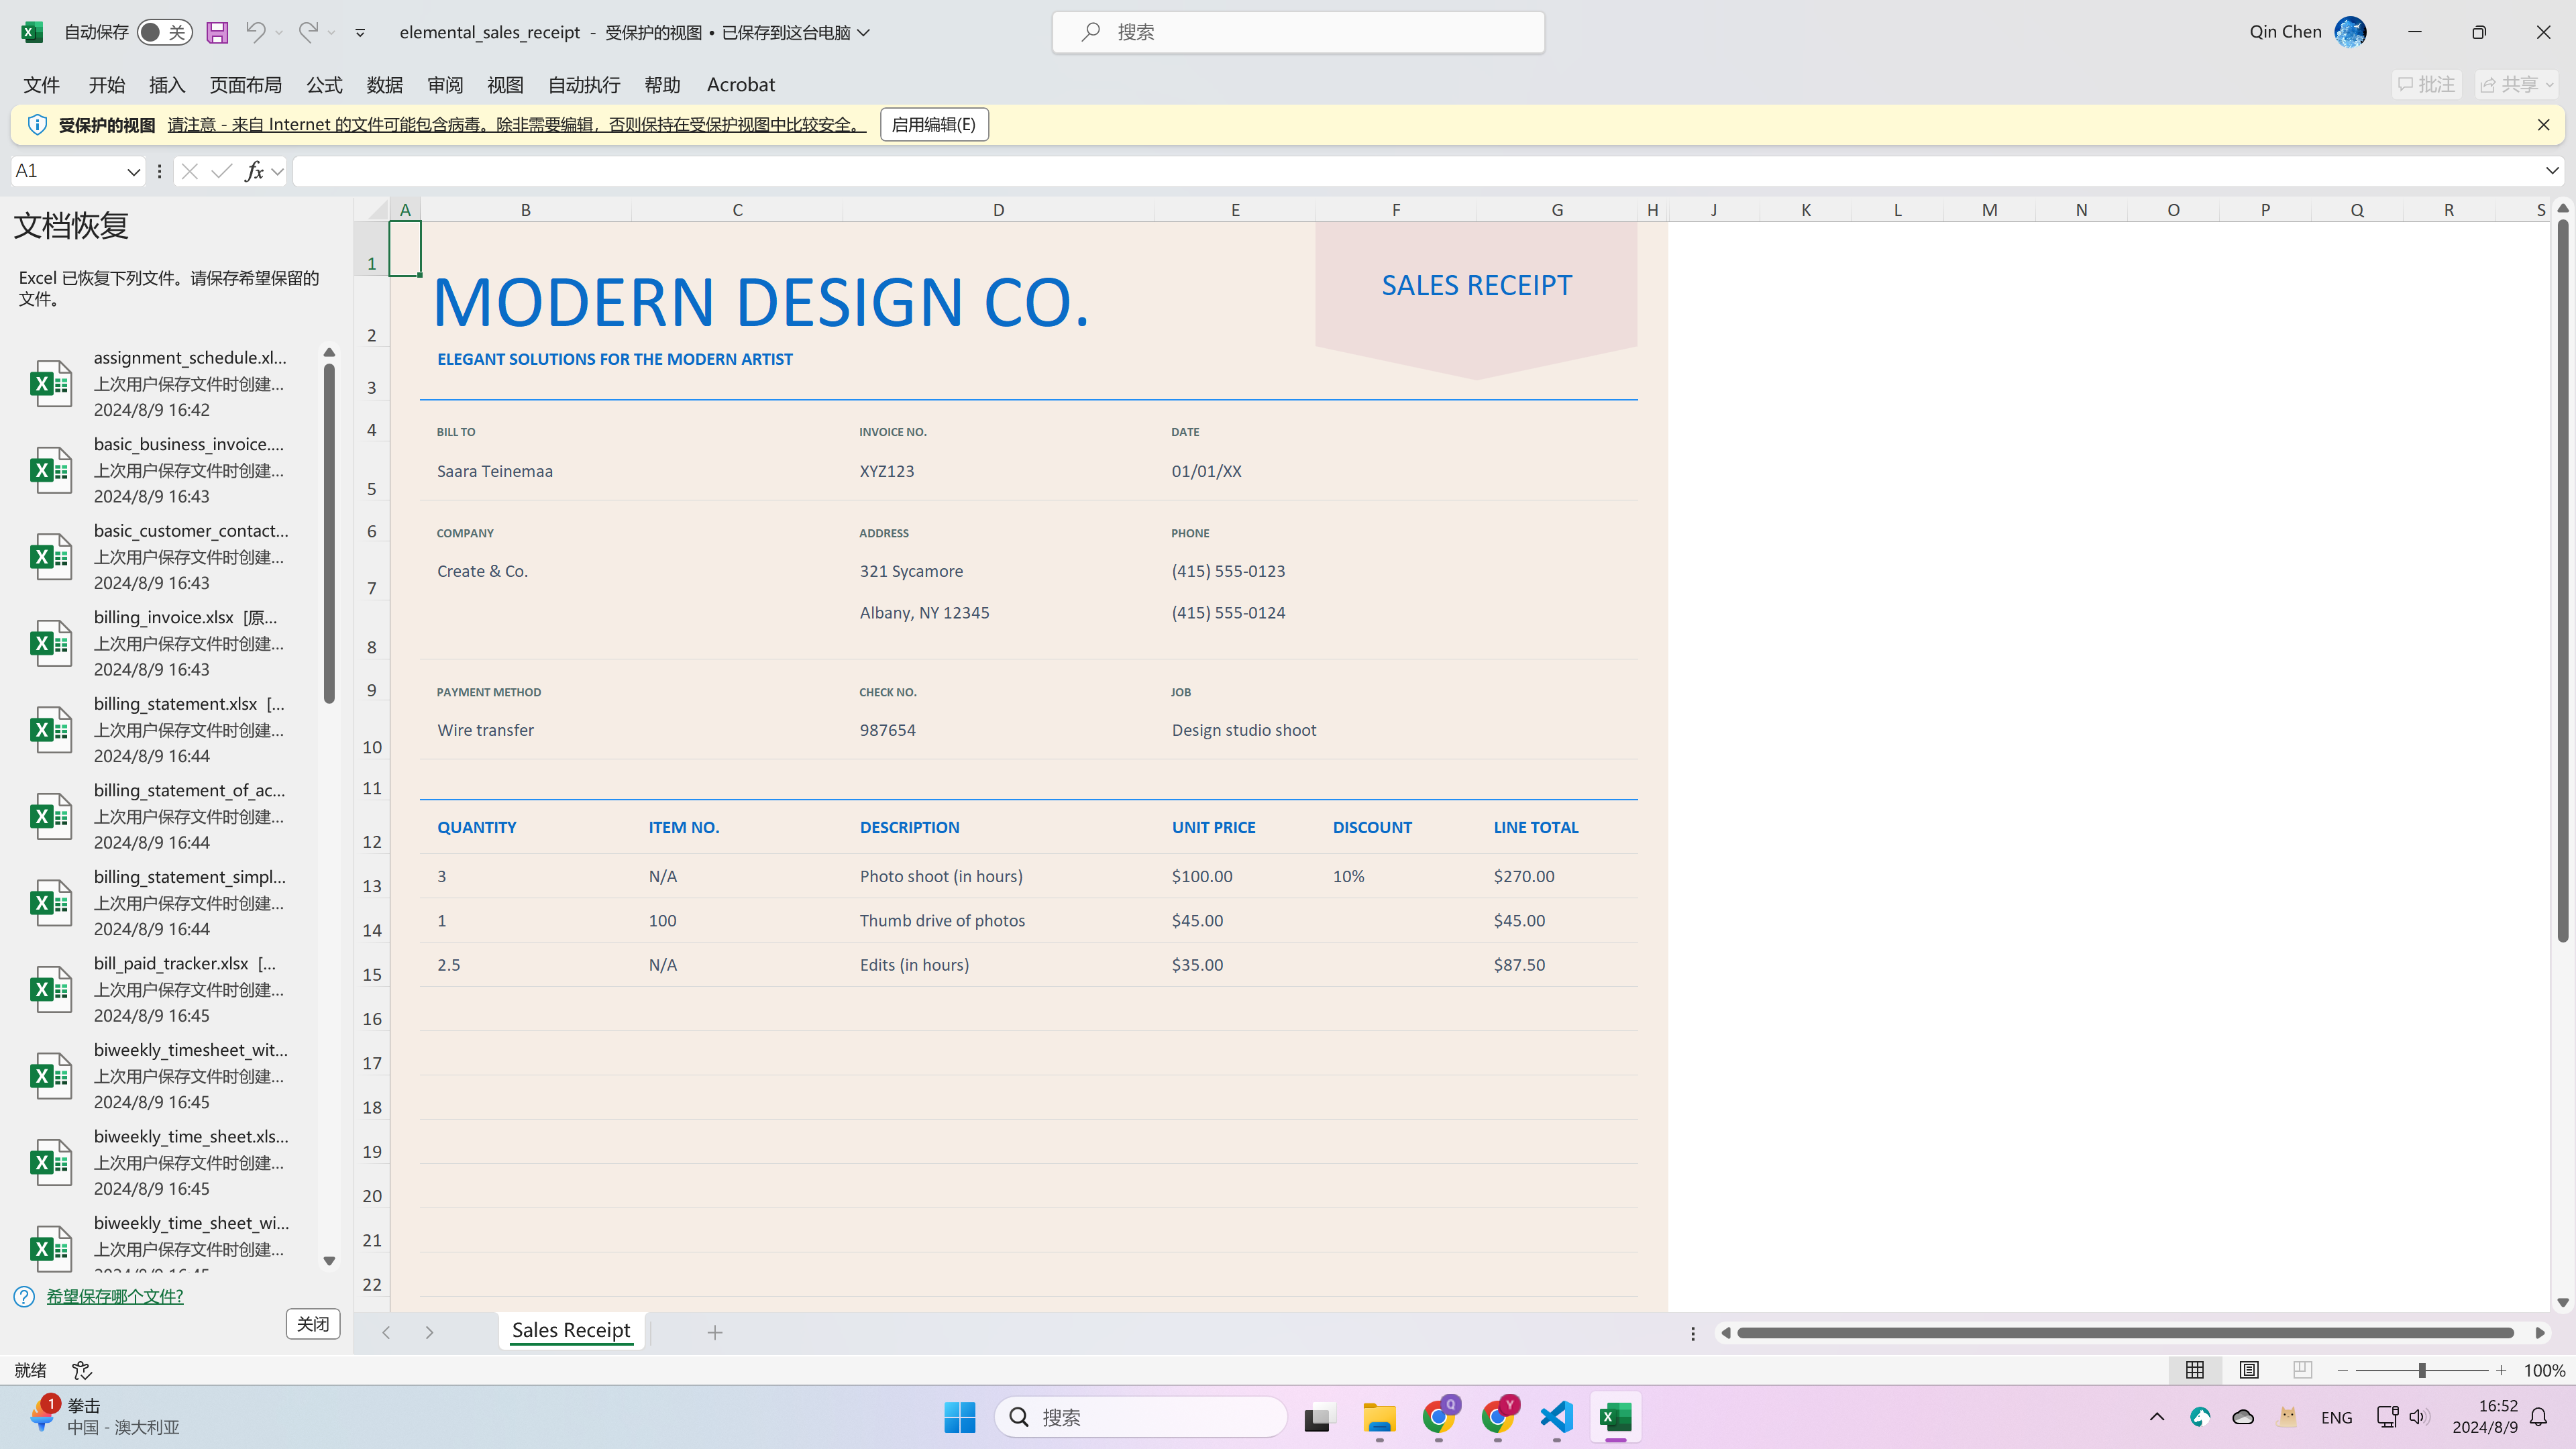 自动保存 关 elemental_sales_receipt - 受保护的视图 • 已保存到这台电脑 搜索 Qin Chen
文件 开始 插入 页面布局 公式 数据 审阅 视图 自动执行 帮助 Acrobat 批注 共享
受保护的视图 请注意 - 来自 Internet 的文件可能包含病毒。除非需要编辑，否则保持在受保护视图中比较安全。 启用编辑(E)
A1 fx
文档恢复
Excel 已恢复下列文件。请保存希望保留的
文件。
assignment_schedule.xl...
上次用户保存文件时创建...
2024/8/9 16:42
basic_business_invoice....
上次用户保存文件时创建...
2024/8/9 16:43
basic_customer_contact...
上次用户保存文件时创建...
2024/8/9 16:43
billing_invoice.xlsx [原...
上次用户保存文件时创建...
2024/8/9 16:43
billing_statement.xlsx [...
上次用户保存文件时创建...
2024/8/9 16:44
billing_statement_of_ac...
上次用户保存文件时创建...
2024/8/9 16:44
billing_statement_simpl...
上次用户保存文件时创建...
2024/8/9 16:44
bill_paid_tracker.xlsx [...
上次用户保存文件时创建...
2024/8/9 16:45
biweekly_timesheet_wit...
上次用户保存文件时创建...
2024/8/9 16:45
biweekly_time_sheet.xls...
上次用户保存文件时创建...
2024/8/9 16:45
biweekly_time_sheet_wi...
上次用户保存文件时创建...
2024/8/9 16:45
希望保存哪个文件?
关闭
A B C D E F G H J K L M N O P Q R S
1
2 MODERN DESIGN CO. SALES RECEIPT
3 ELEGANT SOLUTIONS FOR THE MODERN ARTIST
4 BILL TO INVOICE NO. DATE
5 Saara Teinemaa XYZ123 01/01/XX
6 COMPANY ADDRESS PHONE
7 Create & Co. 321 Sycamore (415) 555-0123
8 Albany, NY 12345 (415) 555-0124
9 PAYMENT METHOD CHECK NO. JOB
10 Wire transfer 987654 Design studio shoot
11
12 QUANTITY ITEM NO. DESCRIPTION UNIT PRICE DISCOUNT LINE TOTAL
13 3 N/A Photo shoot (in hours) $100.00 10% $270.00
14 1 100 Thumb drive of photos $45.00 $45.00
15 2.5 N/A Edits (in hours) $35.00 $87.50
16
17
18
19
20
21
22
Sales Receipt
就绪 100%
1 拳击
中国 - 澳大利亚
搜索 Q Y ENG 16:52
2024/8/9